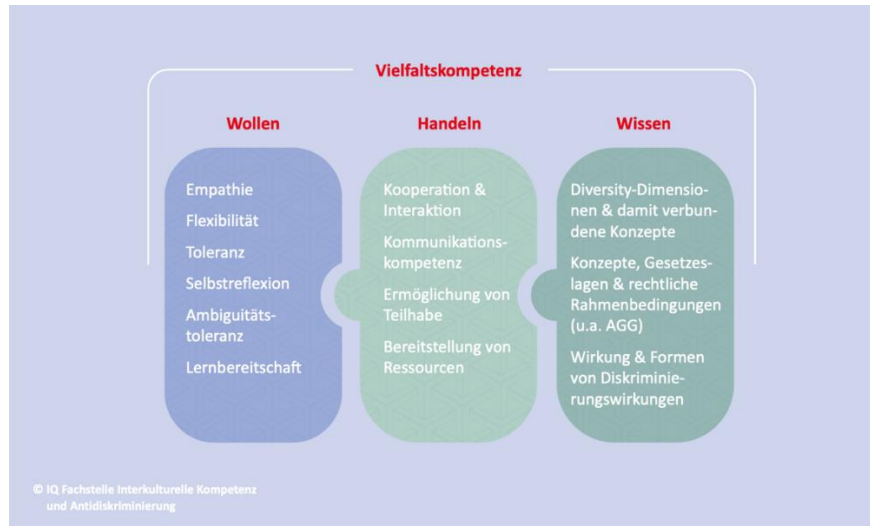 Vielfaltskompetenz
Wollen
Handeln
Wissen
Empathie
Flexibilität
Toleranz
Selbstreflexion
Ambiguitäts-
toleranz
Lernbereitschaft
Kooperation &
Interaktion
Kommunikations-
kompetenz
Ermöglichung von
Teilhabe
Bereitstellung von
Ressourcen
Diversity-Dimensio-
nen & damit verbun-
dene Konzepte
Konzepte, Gesetzes-
lagen & rechtliche
Rahmenbedingungen
(u.a. AGG)
Wirkung & Formen
von Diskriminie-
rungswirkungen
© IQ Fachstelle Interkulturelle Kompetenz
und Antidiskriminierung